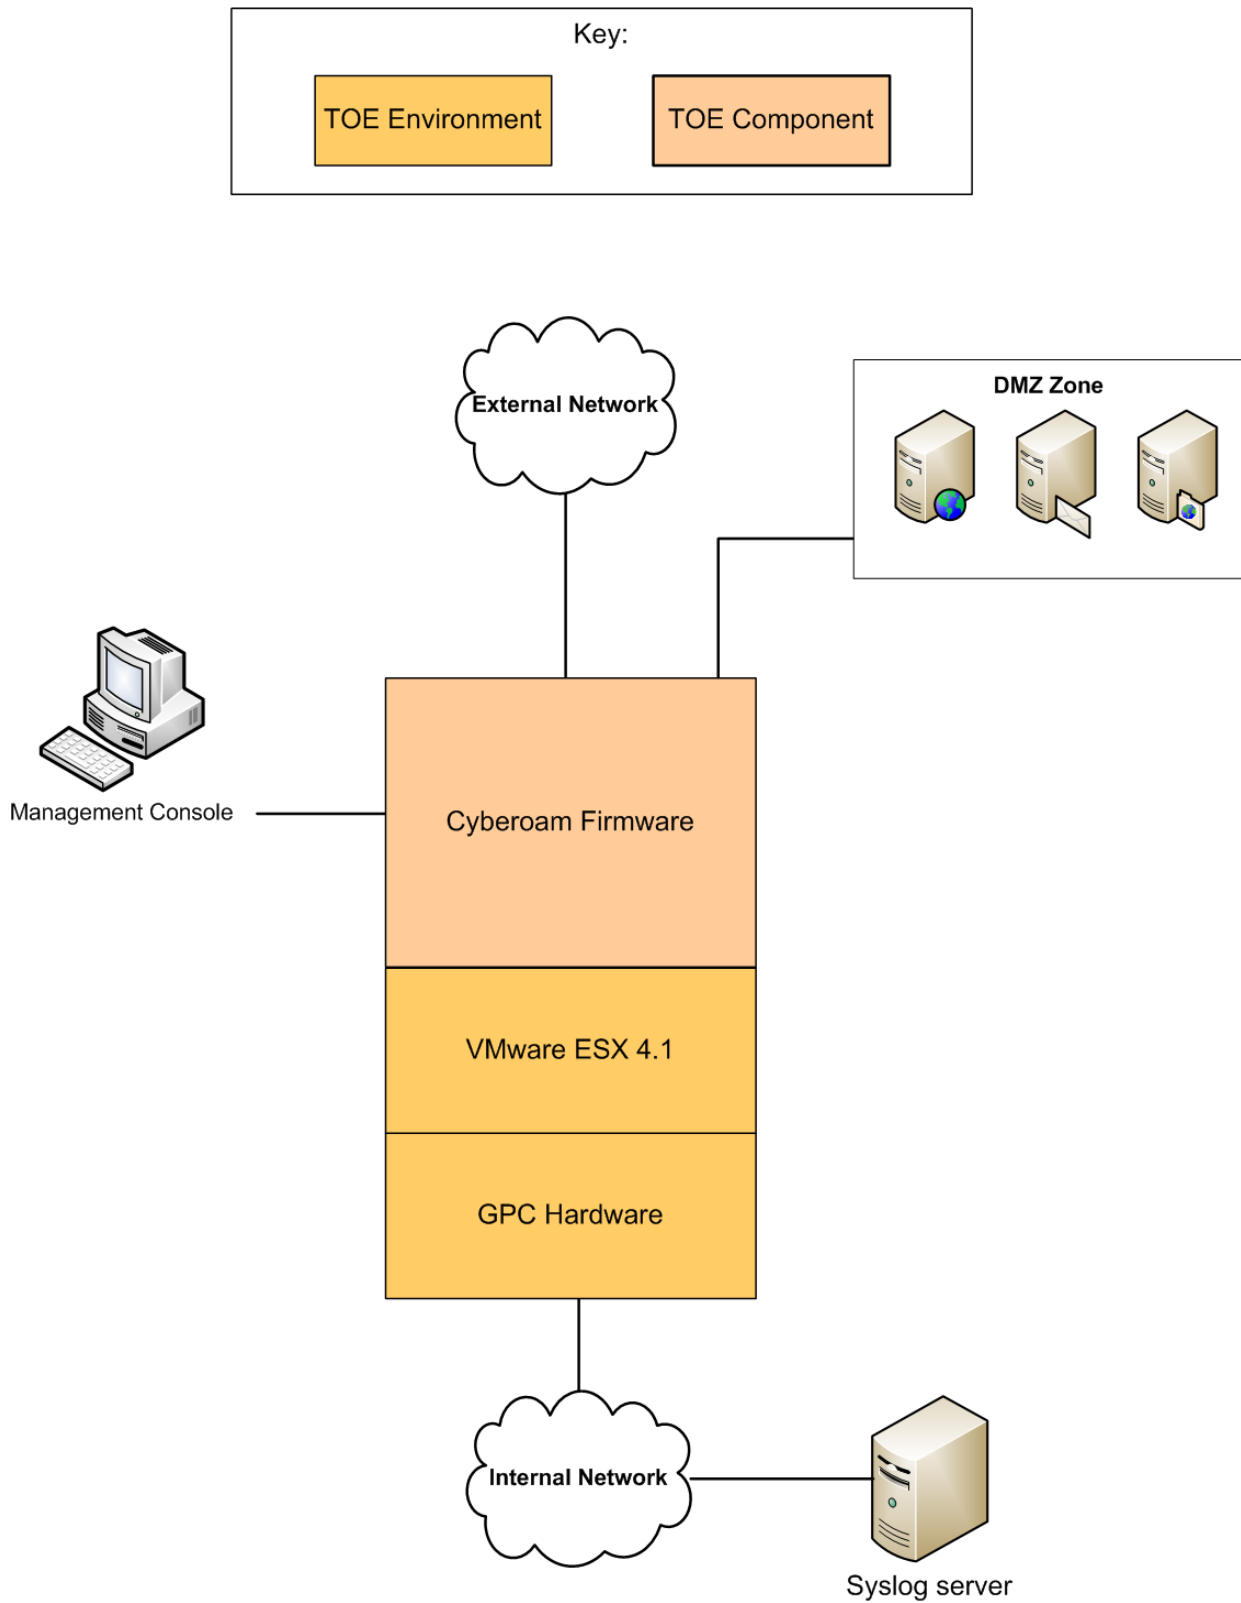 Key:
TOE Environment
TOE Component
External Network
DMZ Zone
Management Console
Cyberoam Firmware
VMware ESX 4.1
GPC Hardware
Internal Network
Syslog server